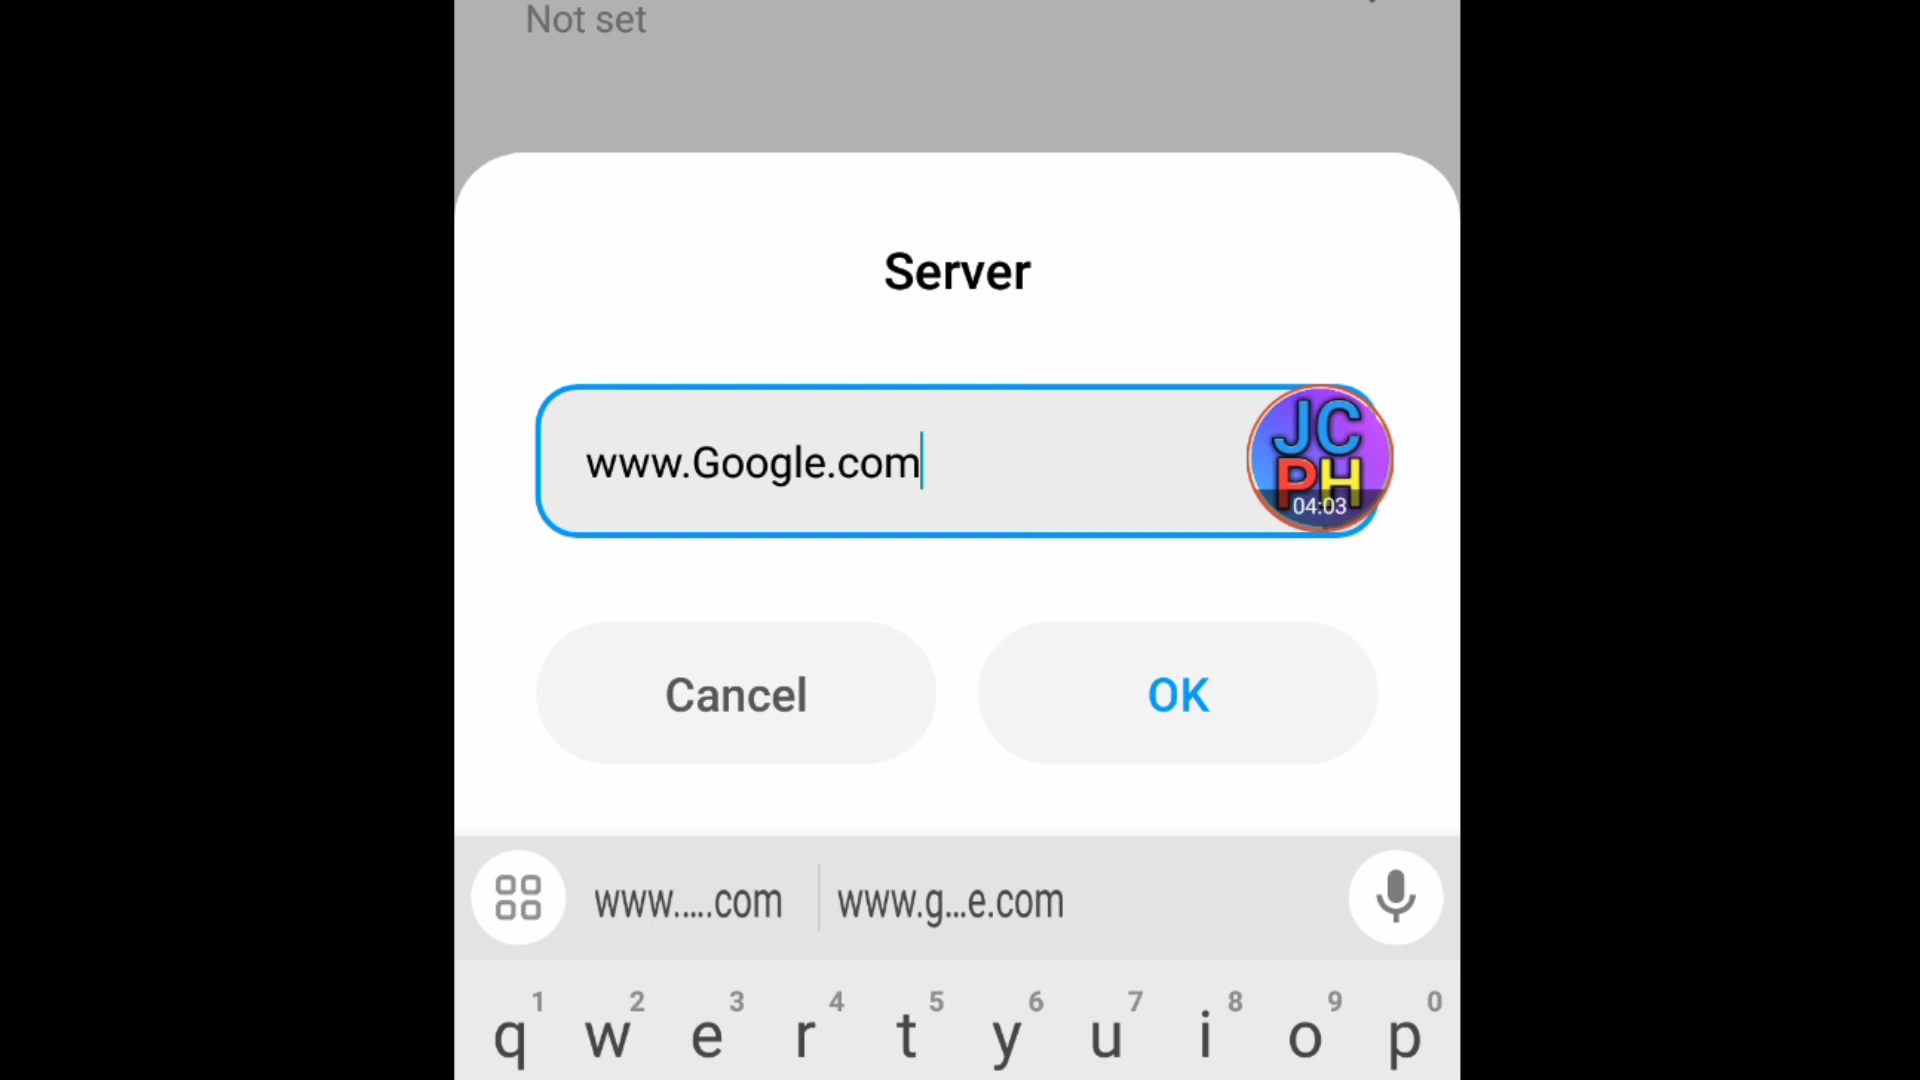 Not set
Server
www.Google.com
JC
PH
04:03
Cancel
OK
www.....com
www.g...e.com
1 2 3 4 5 6 7 8 9 0
q w e r t y u i o p